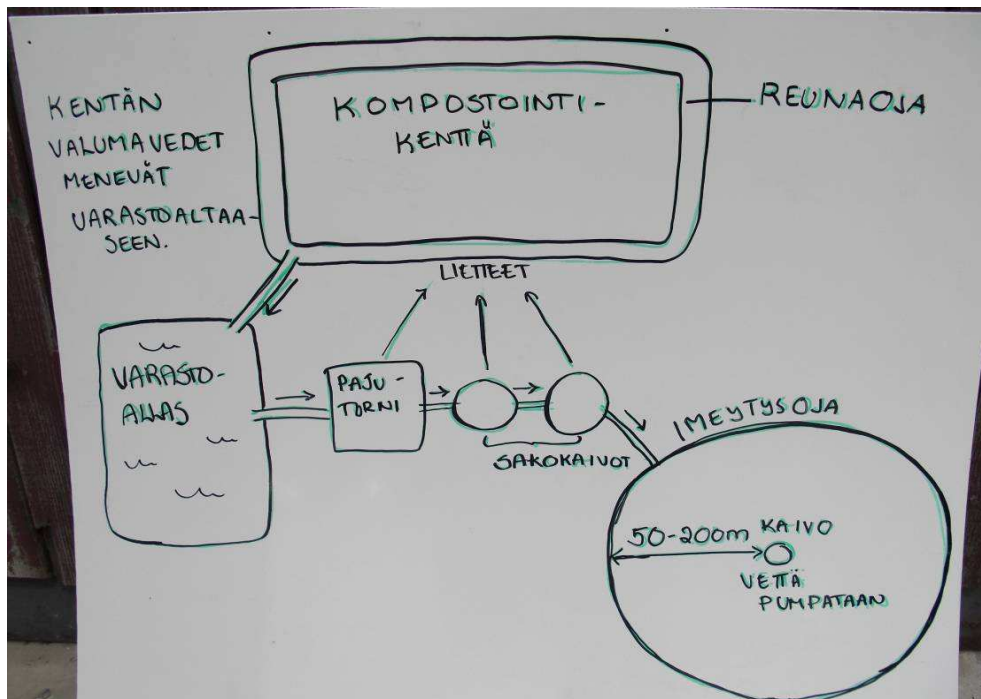 KENTÄN
VALUMAVEDET
MENEVÄT
VARASTOALTAA-
SEEN.
KOMPOSTOINTI-
KENTTÄ
REUNAOJA
LIETTEET
VARASTO-
ALLAS
PAJU-
TORNI
SAKOKAIVOT
IMEYTYSOJA
50-200m KAIVO
VETTÄ
PUMPATAAN